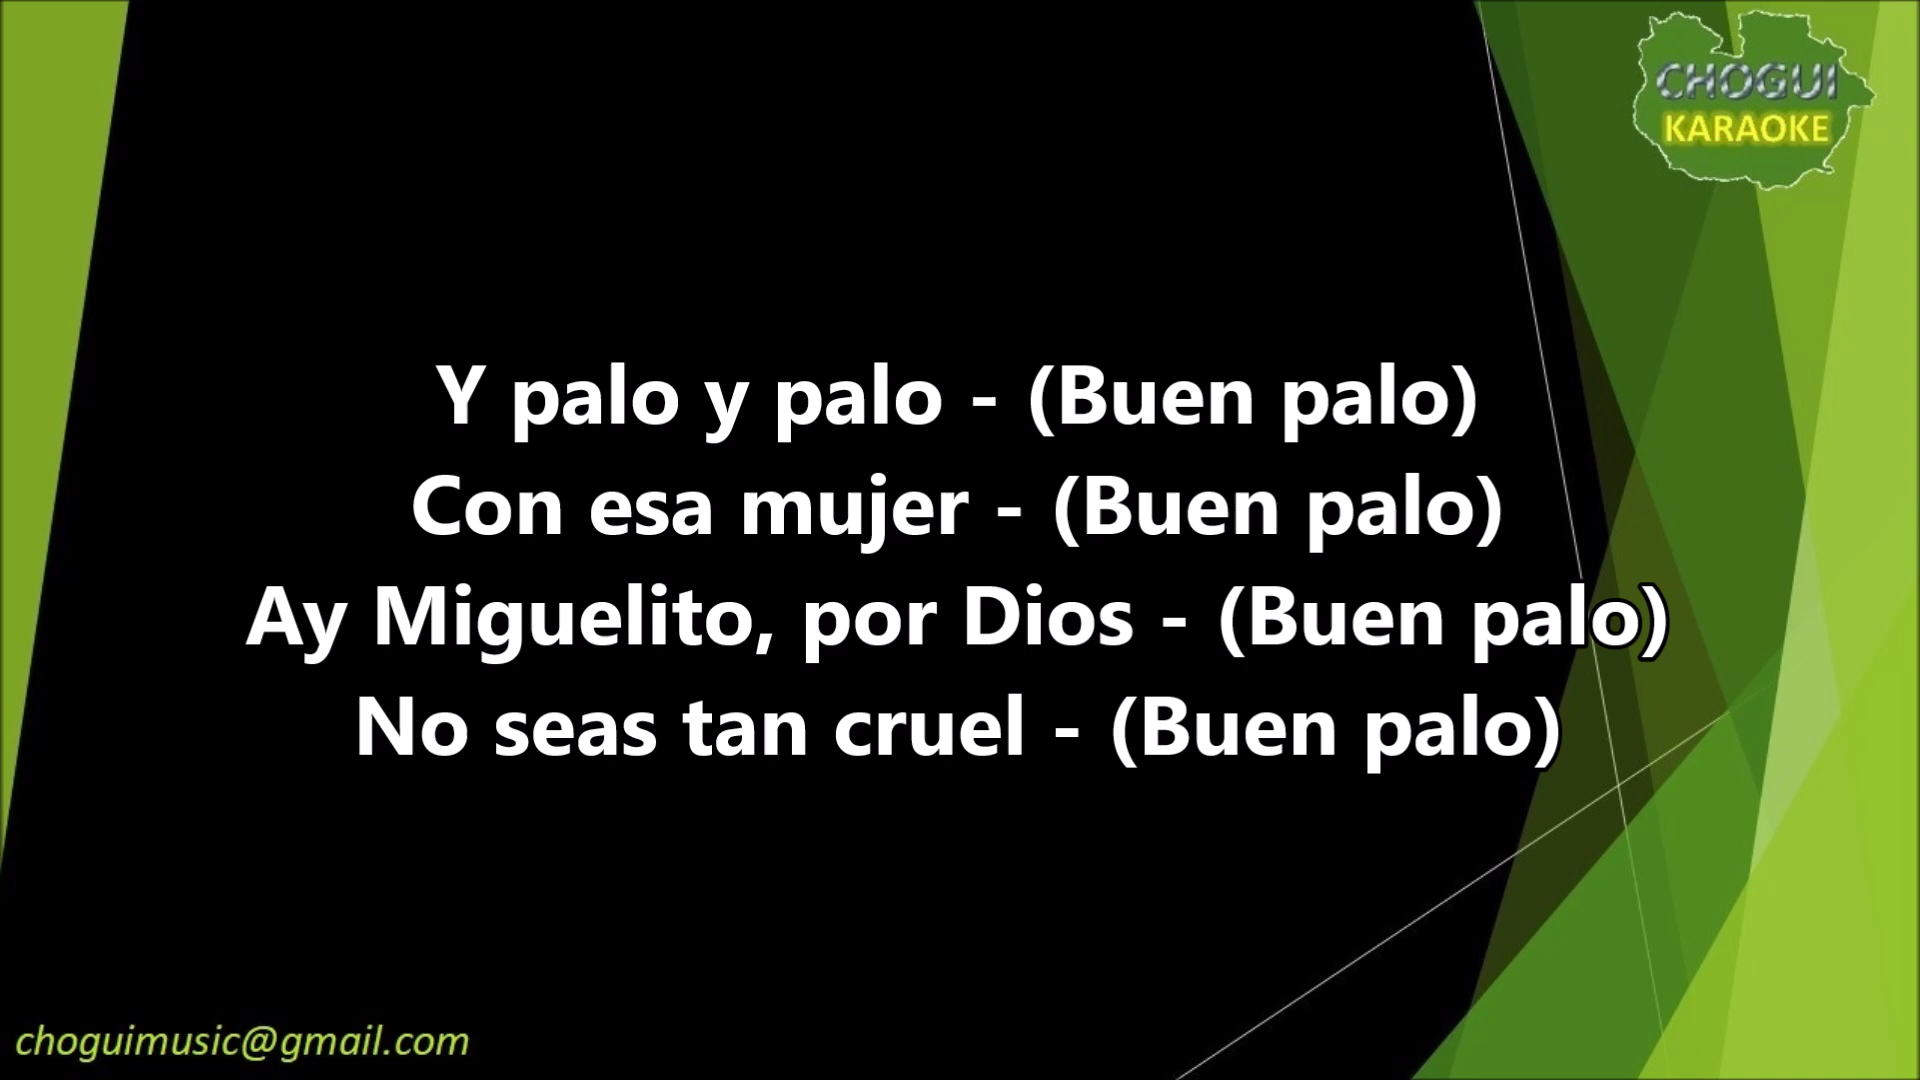 CHOGUI
KARAOKE
Y palo y palo - (Buen palo)
Con esa mujer - (Buen palo)
Ay Miguelito, por Dios - (Buen palo)
No seas tan cruel - (Buen palo)
choguimusic@gmail.com